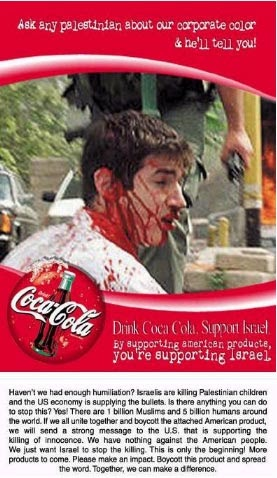 Ask any palestinian about our corporate color
& he'll tell you!
Coca-Cola
Drink Coca Cola. Support Israel
By supporting american products,
you're supporting israel
Haven't we had enough humiliation? Israelis are killing Palestinian children
and the US economy is supplying the bullets. Is there anything you can do
to stop this? Yes! There are 1 billion Muslims and 5 billion humans around
the world. If we all unite together and boycott the attached American product,
we will send a strong message to the U.S. that is supporting the
killing of innocence. We have nothing against the American people.
We just want Israel to stop the killing. This is only the beginning! More
products to come. Please make an impact. Boycott this product and spread
the word. Together, we can make a difference.